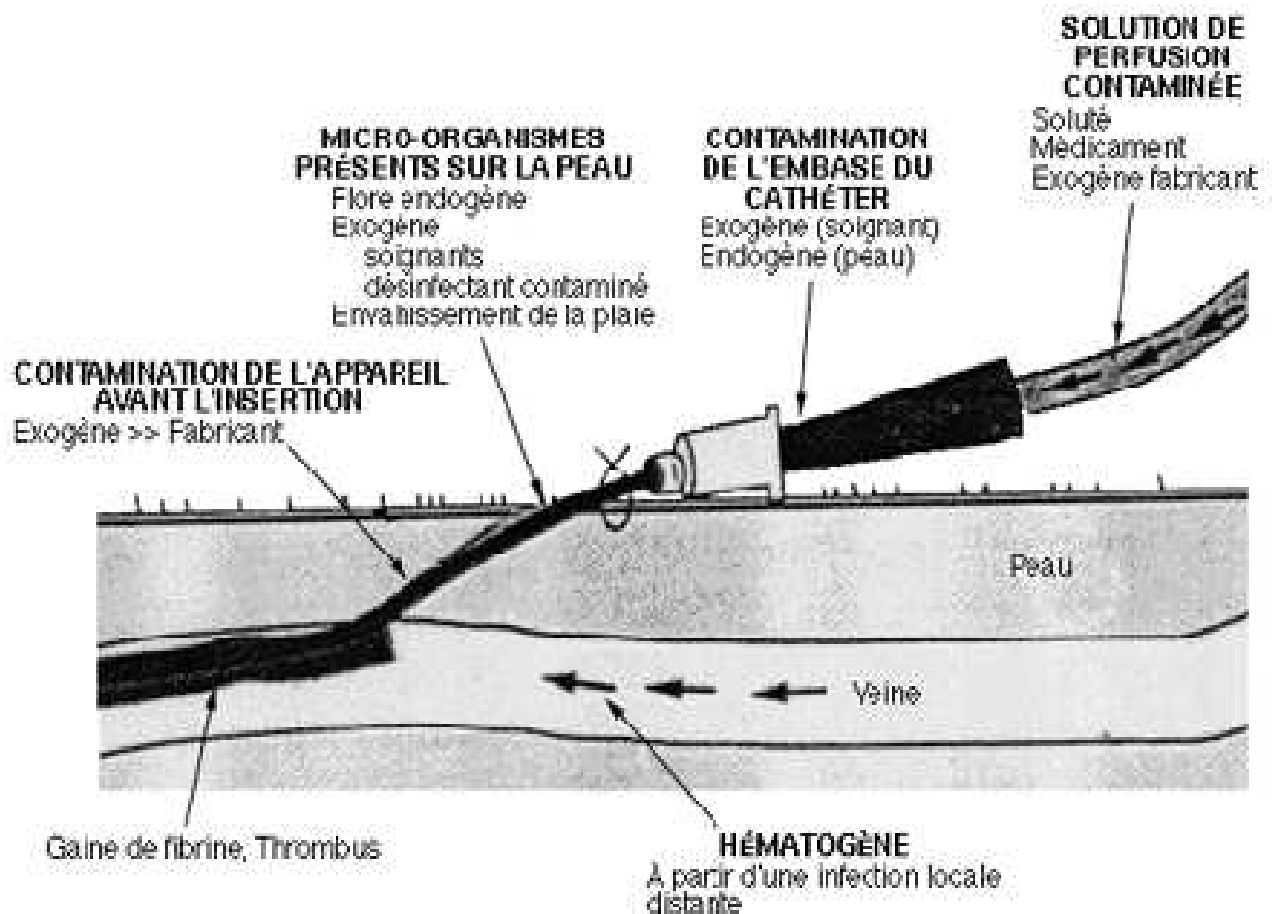 SOLUTION DE
PERFUSION
CONTAMINÉE
Soluté
Médicament
Exogène fabricant
MICRO-ORGANISMES
PRÉSENTS SUR LA PEAU
Flore endogène
Exogène
soignants
désinfectant contaminé
Envahissement de la plaie
CONTAMINATION
DE L'EMBASE DU
CATHÉTER
Exogène (soignant)
Endogène (peau)
CONTAMINATION DE L'APPAREIL
AVANT L'INSERTION
Exogène >> Fabricant
Peau
Veine
Gaine de fibrine, Thrombus
HÉMATOGÈNE
A partir d'une infection locale
distante